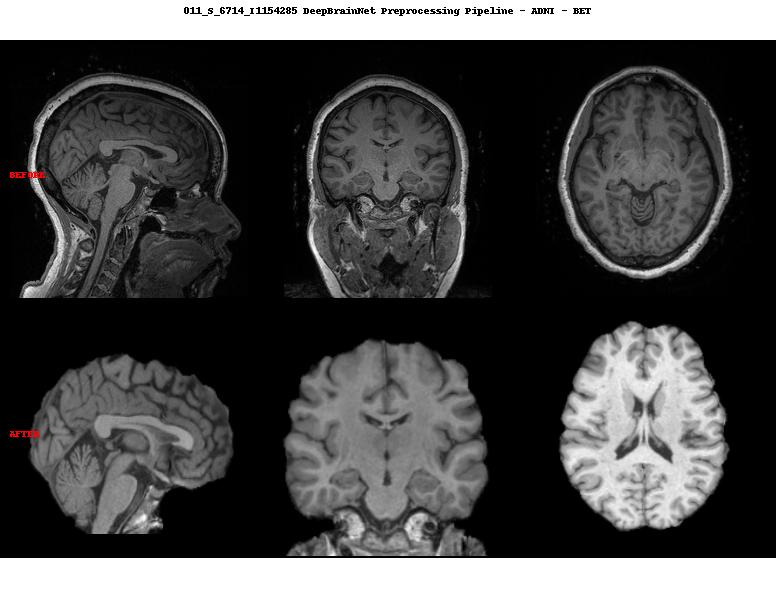 011_S_6714_I1154285 DeepBrainNet Preprocessing Pipeline - ADNI - BET
BEFORE
AFTER